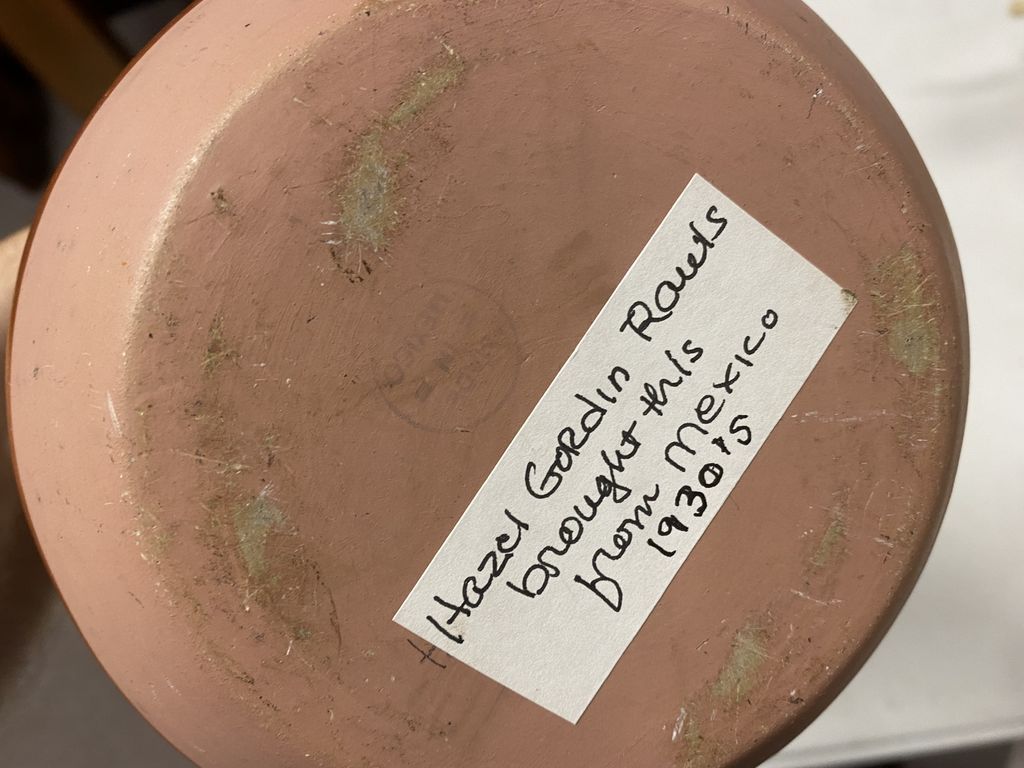 Hazel Gordin Rawls
brought this
from Mexico
1930's